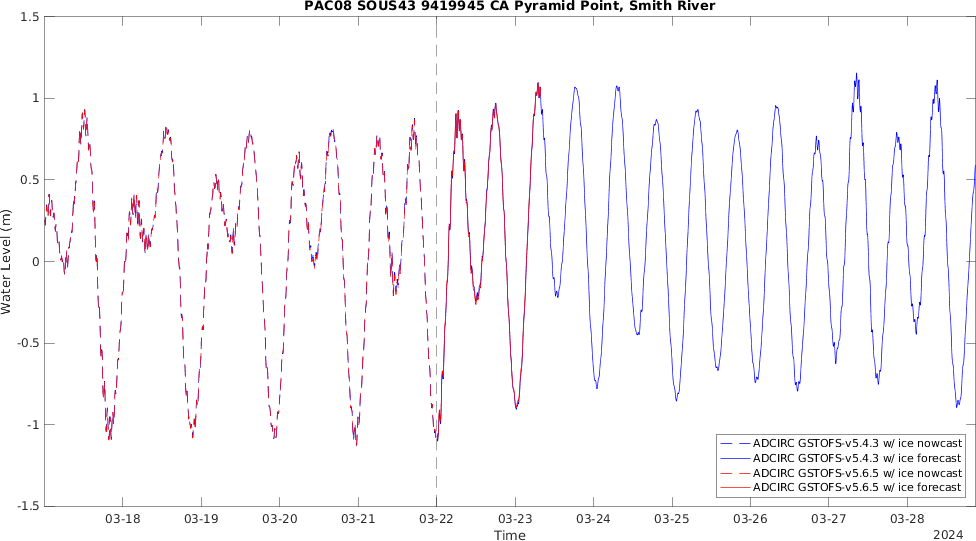 PAC08 SOUS43 9419945 CA Pyramid Point, Smith River
1.5
1
0.5
0
-0.5
-1
-1.5
Water Level (m)
03-18 03-19 03-20 03-21 03-22 03-23 03-24 03-25 03-26 03-27 03-28
Time
2024
ADCIRC GSTOFS-v5.4.3 w/ ice nowcast
ADCIRC GSTOFS-v5.4.3 w/ ice forecast
ADCIRC GSTOFS-v5.6.5 w/ ice nowcast
ADCIRC GSTOFS-v5.6.5 w/ ice forecast